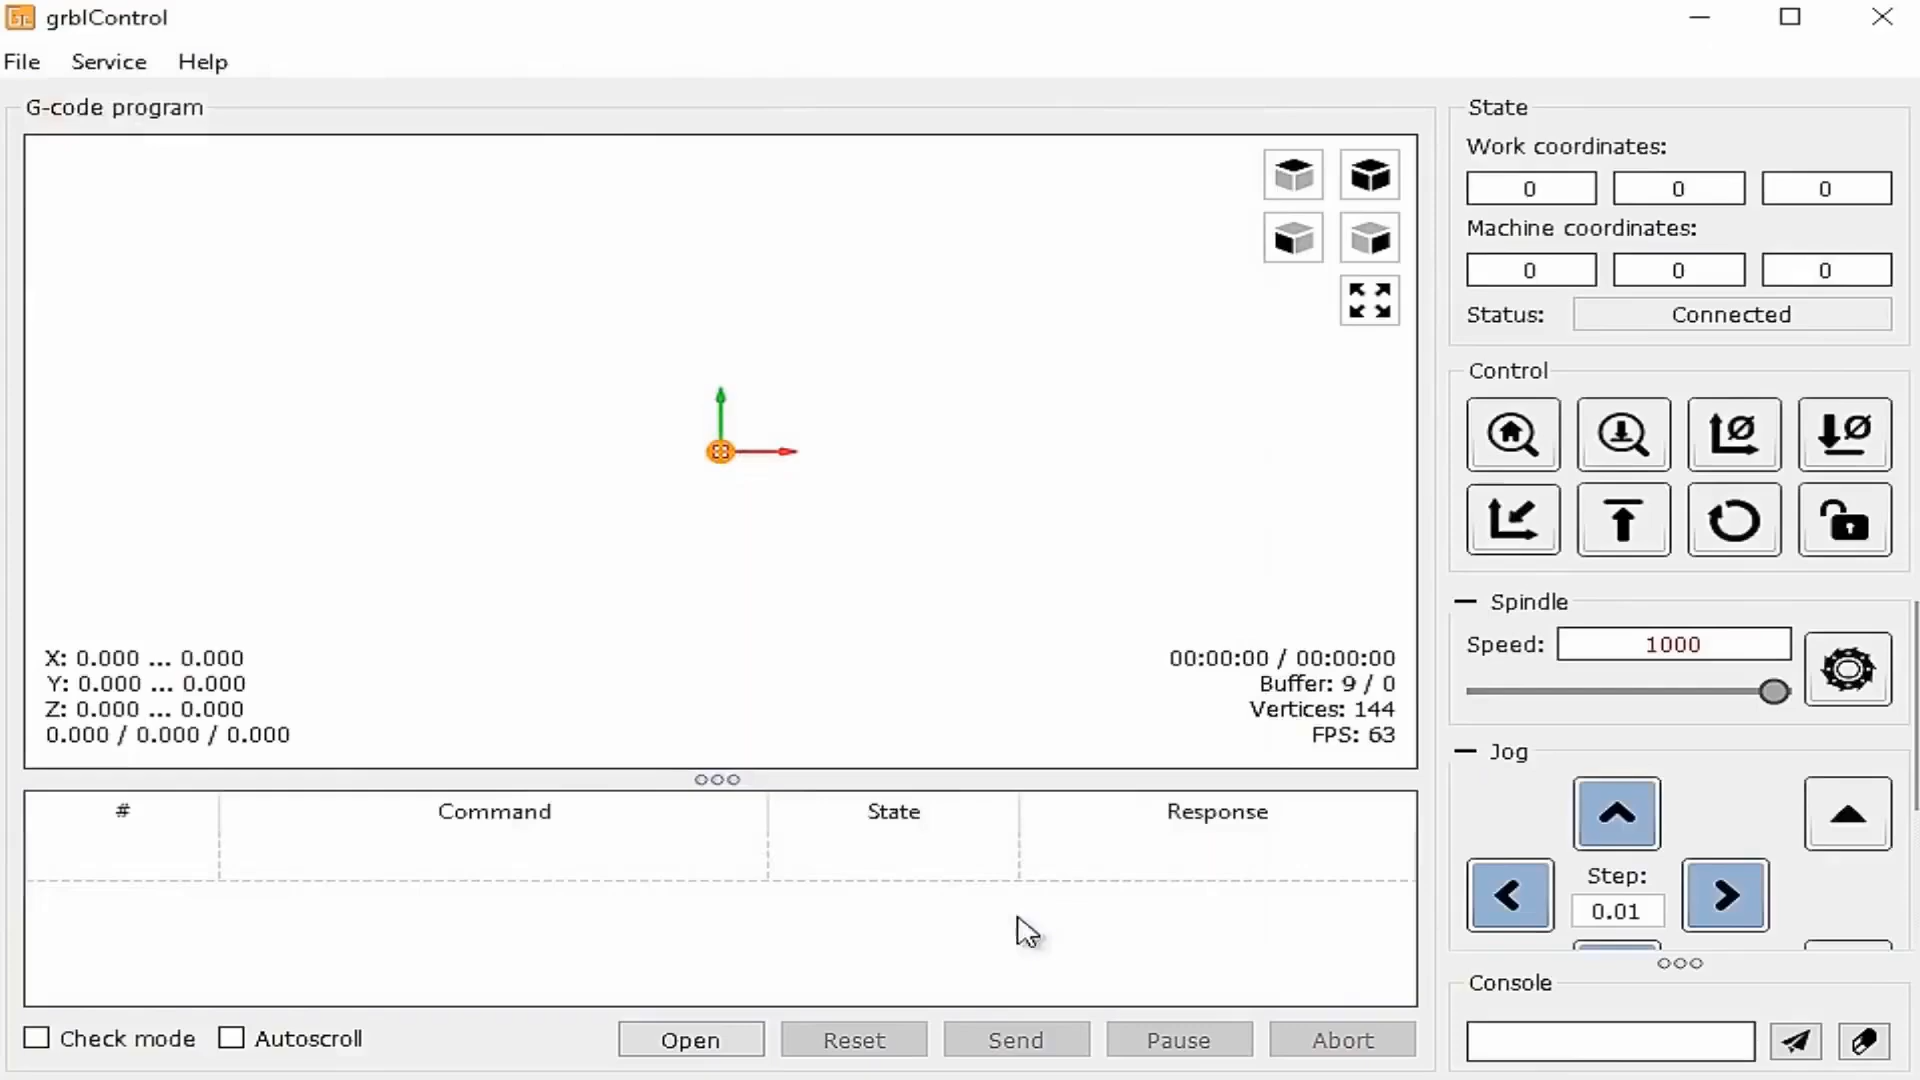 grblControl
File Service Help
G-code program
X: 0.000 ... 0.000
Y: 0.000 ... 0.000
Z: 0.000 ... 0.000
0.000 / 0.000 / 0.000
00:00:00 / 00:00:00
Buffer: 9 / 0
Vertices: 144
FPS: 63
# Command State Response
Check mode Autoscroll Open Reset Send Pause Abort
State
Work coordinates:
0 0 0
Machine coordinates:
0 0 0
Status: Connected
Control
Spindle
Speed: 1000
Jog
Step:
0.01
Console